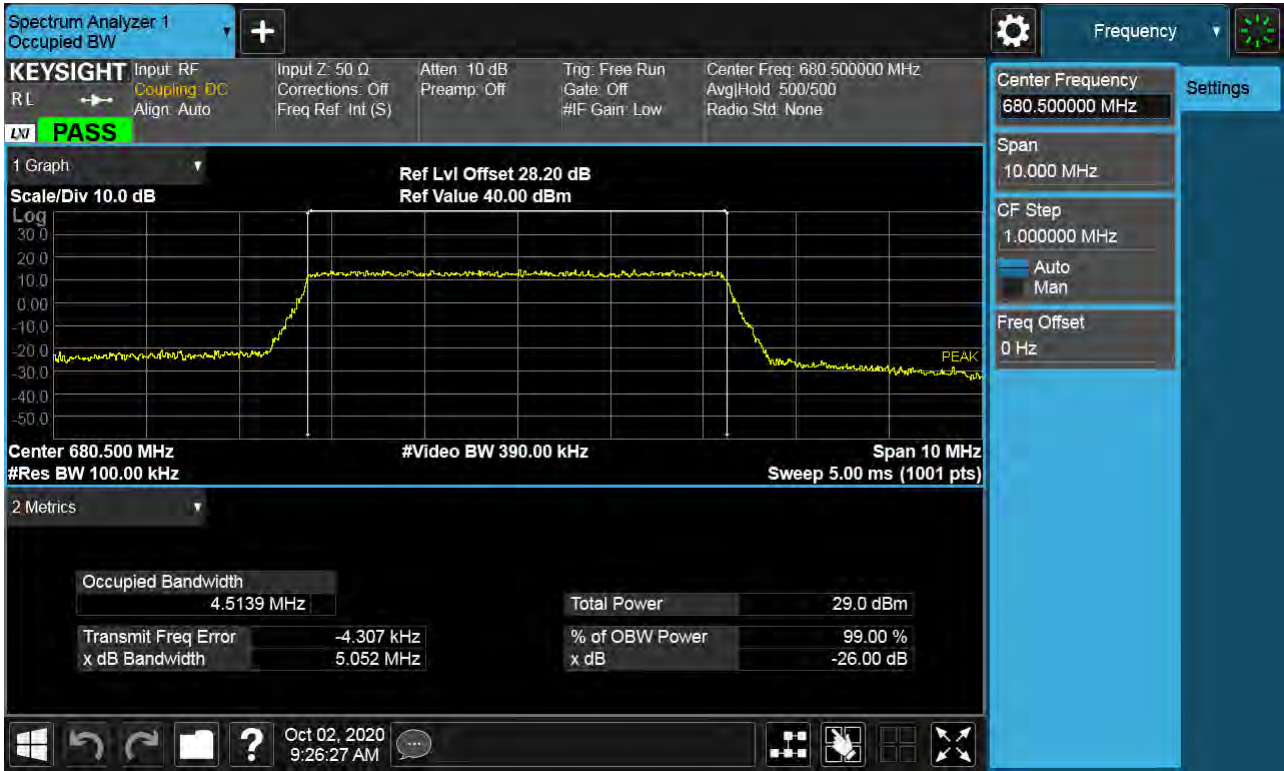 Spectrum Analyzer 1
Occupied BW
Frequency
KEYSIGHT
RL
LXI
PASS
Input: RF
Coupling: DC
Align: Auto
Input Z: 50 Ω
Corrections: Off
Freq Ref: Int (S)
Atten: 10 dB
Preamp: Off
Trig: Free Run
Gate: Off
#IF Gain: Low
Center Freq: 680.500000 MHz
Avg|Hold: 500/500
Radio Std: None
1 Graph
Scale/Div 10.0 dB
Ref Lvl Offset 28.20 dB
Ref Value 40.00 dBm
Log
30.0
20.0
10.0
0.00
-10.0
-20.0
-30.0
-40.0
-50.0
PEAK
Center 680.500 MHz
#Video BW 390.00 kHz
Span 10 MHz
#Res BW 100.00 kHz
Sweep 5.00 ms (1001 pts)
2 Metrics
Occupied Bandwidth
4.5139 MHz
Total Power 29.0 dBm
Transmit Freq Error -4.307 kHz
% of OBW Power 99.00 %
x dB Bandwidth 5.052 MHz
x dB -26.00 dB
Center Frequency
680.500000 MHz
Settings
Span
10.000 MHz
CF Step
1.000000 MHz
Auto
Man
Freq Offset
0 Hz
?
Oct 02, 2020
9:26:27 AM